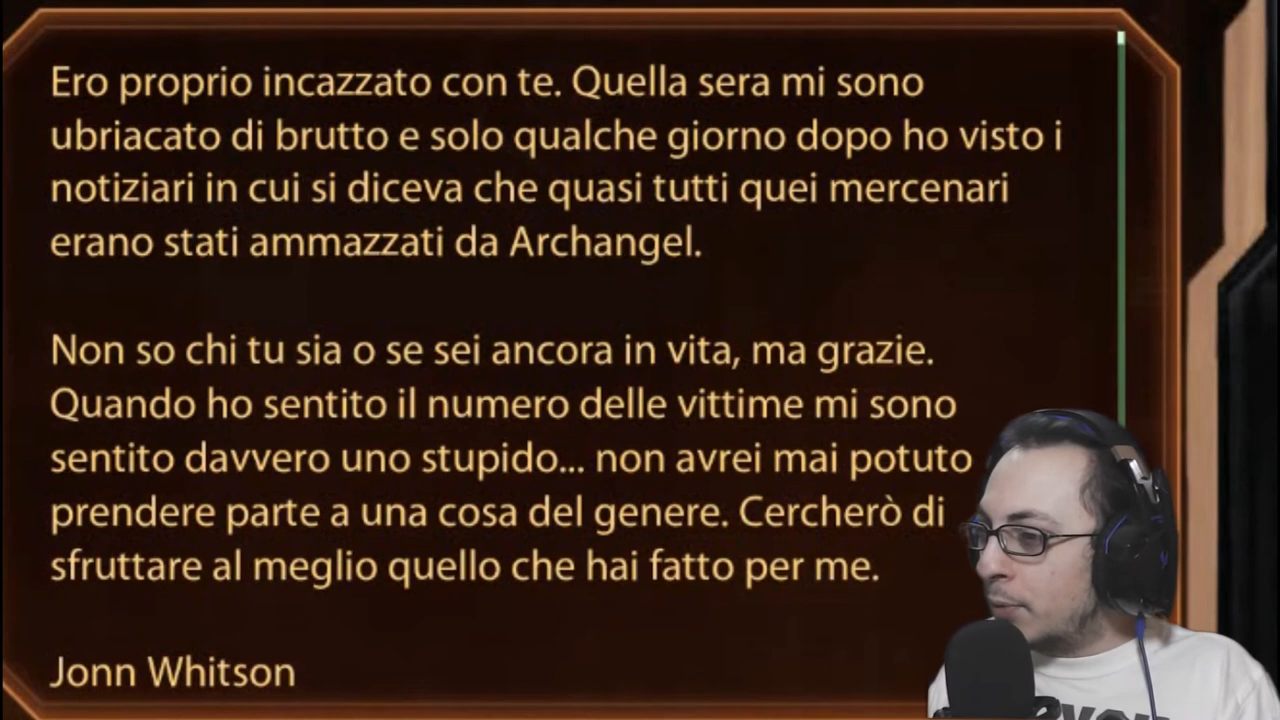 Ero proprio incazzato con te. Quella sera mi sono
ubriacato di brutto e solo qualche giorno dopo ho visto i
notiziari in cui si diceva che quasi tutti quei mercenari
erano stati ammazzati da Archangel.
Non so chi tu sia o se sei ancora in vita, ma grazie.
Quando ho sentito il numero delle vittime mi sono
sentito davvero uno stupido... non avrei mai potuto
prendere parte a una cosa del genere. Cercherò di
sfruttare al meglio quello che hai fatto per me.
Jonn Whitson